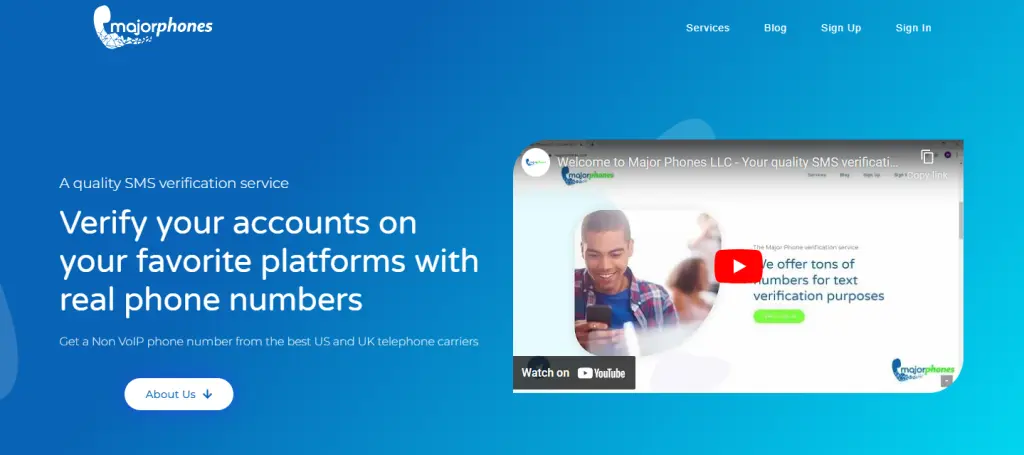 majorphones
Services Blog Sign Up Sign In
A quality SMS verification service
Verify your accounts on
your favorite platforms with
real phone numbers
Get a Non VoIP phone number from the best US and UK telephone carriers
About Us
Welcome to Major Phones LLC - Your quality SMS verificati...
Copy link
majorphones
Services Blog Sign Up
The Major Phone verification service
We offer tons of
numbers for text
verification purposes
Watch on YouTube
majorphones